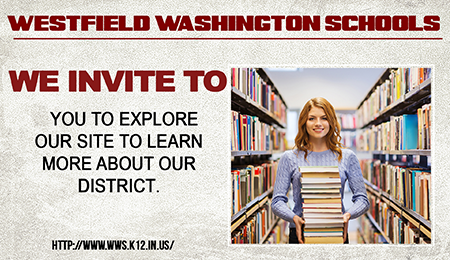 WESTFIELD WASHINGTON SCHOOLS
WE INVITE TO
YOU TO EXPLORE
OUR SITE TO LEARN
MORE ABOUT OUR
DISTRICT.
HTTP://WWW.WWS.K12.IN.US/